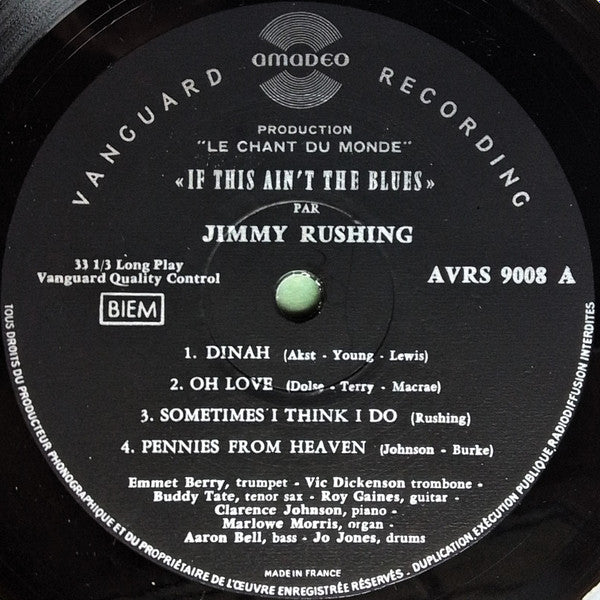 amadeo
VANGUARD RECORDING
PRODUCTION
"LE CHANT DU MONDE"
«IF THIS AIN'T THE BLUES»
PAR
JIMMY RUSHING
33 1/3 Long Play
Vanguard Quality Control
BIEM
AVRS 9008 A
1. DINAH (Akst - Young - Lewis)
2. OH LOVE (Dolse - Terry - Macrae)
3. SOMETIMES I THINK I DO (Rushing)
4. PENNIES FROM HEAVEN (Johnson - Burke)
Emmet Berry, trumpet - Vic Dickenson trombone -
Buddy Tate, tenor sax - Roy Gaines, guitar -
Clarence Johnson, piano -
Marlowe Morris, organ -
Aaron Bell, bass - Jo Jones, drums
MADE IN FRANCE
TOUS DROITS DU PRODUCTEUR PHONOGRAPHIQUE ET DU PROPRIÉTAIRE DE L'ŒUVRE ENREGISTRÉE RÉSERVÉS - DUPLICATION, EXÉCUTION PUBLIQUE, RADIODIFFUSION INTERDITES